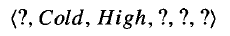 ⟨?, Cold, High, ?, ?, ?⟩